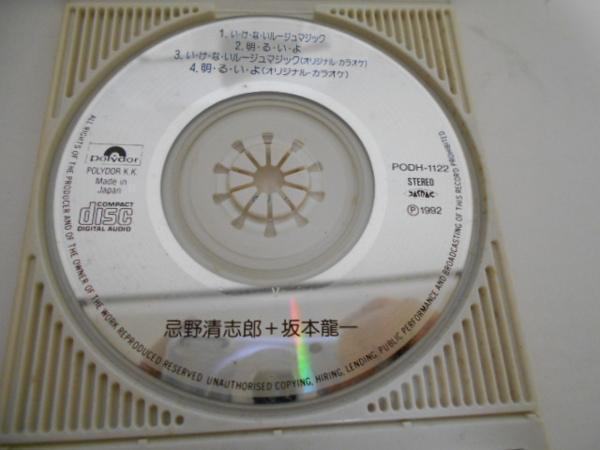 1. い・け・な・いルージュマジック
2. 明・る・い・よ
3. い・け・な・いルージュマジック(オリジナル・カラオケ)
4. 明・る・い・よ(オリジナル・カラオケ)
polydor
POLYDOR K.K.
Made in
Japan
COMPACT
disc
DIGITAL AUDIO
PODH-1122
STEREO
Ⓟ1992
忌野清志郎+坂本龍一
ALL RIGHTS OF THE PRODUCER AND OF THE OWNER OF THE WORK REPRODUCED RESERVED UNAUTHORISED COPYING, HIRING, LENDING, PUBLIC PERFORMANCE AND BROADCASTING OF THIS RECORD PROHIBITED